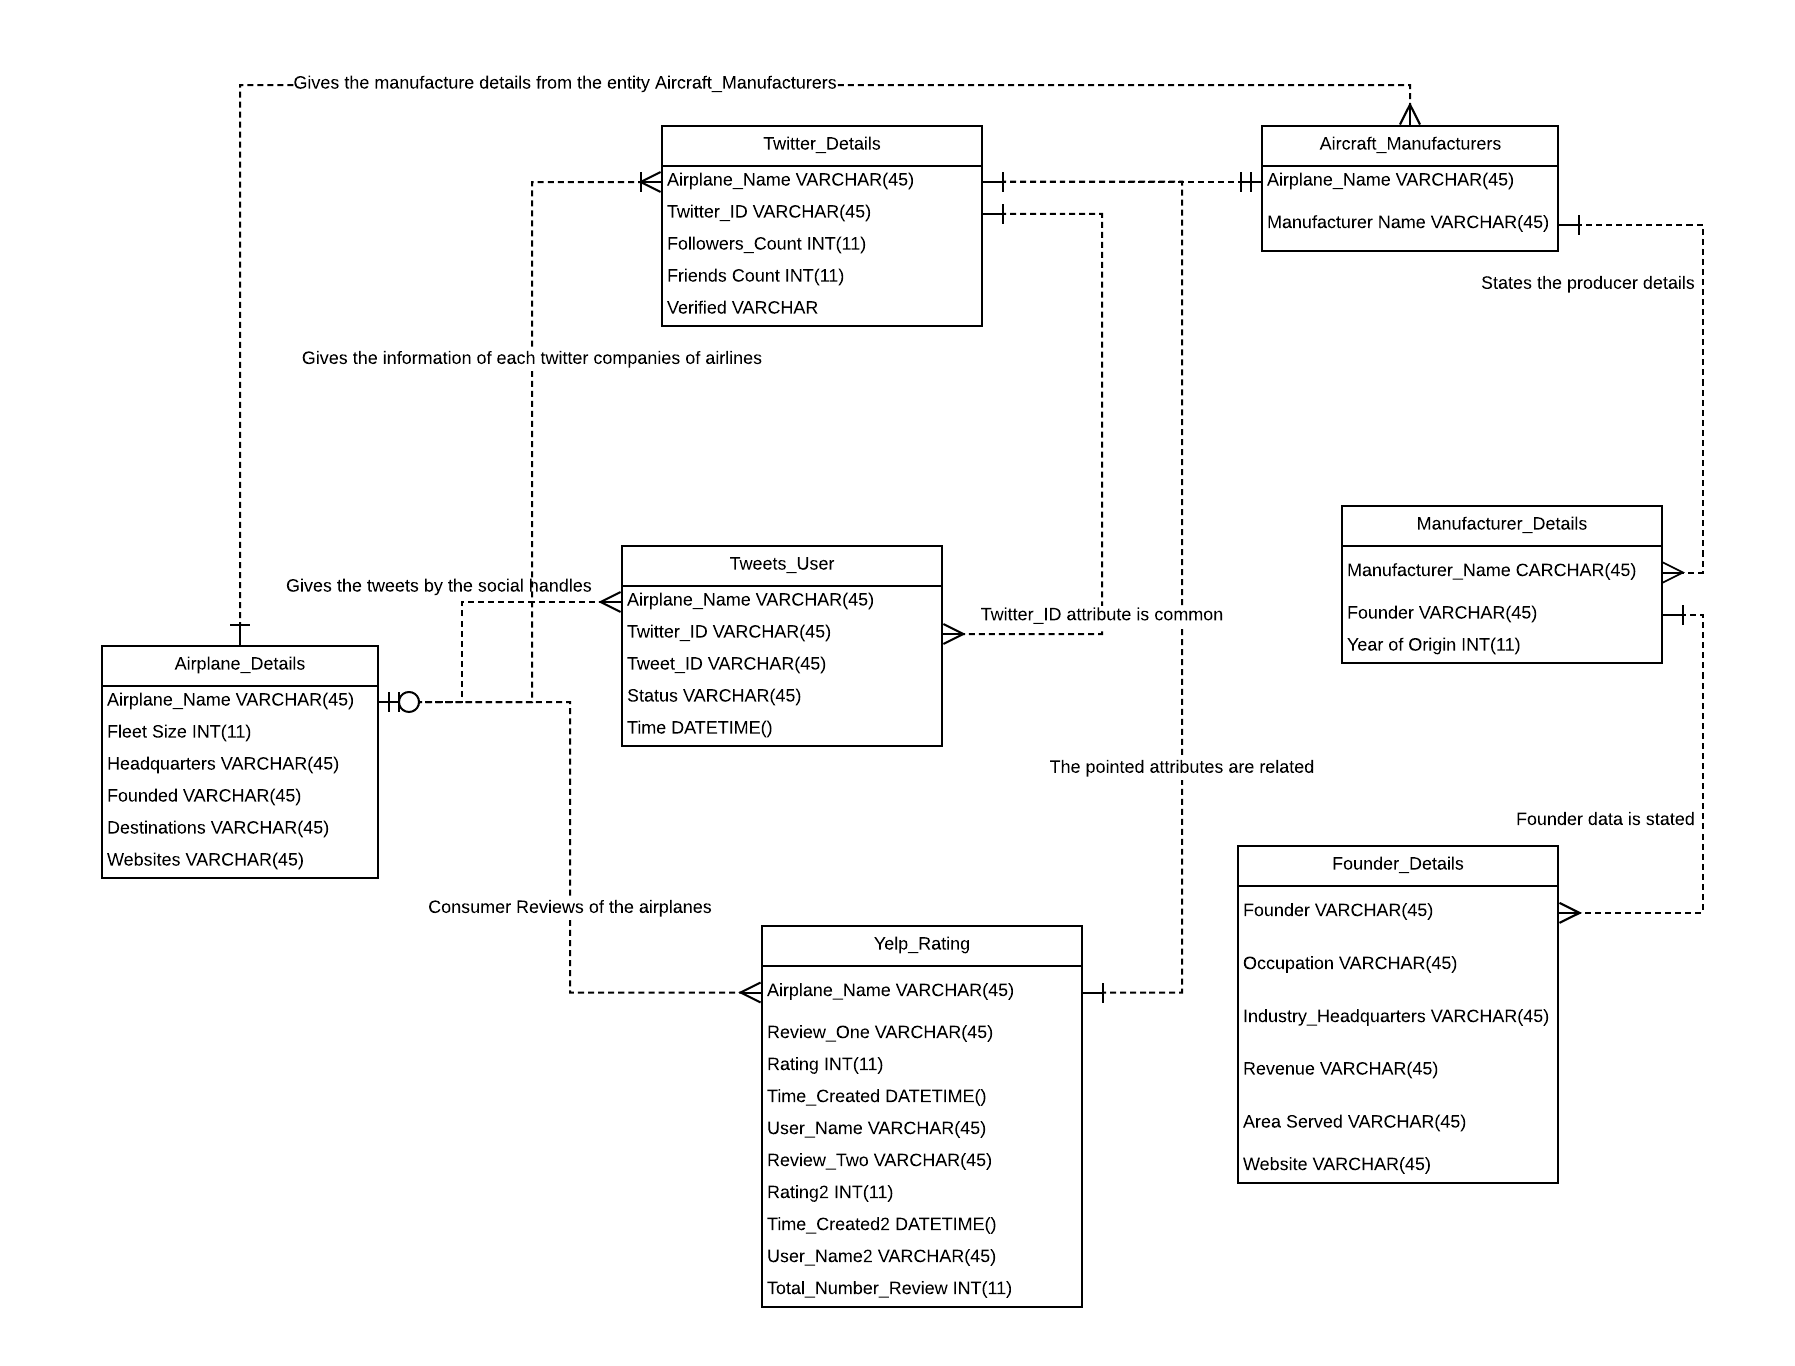 Gives the manufacture details from the entity Aircraft_Manufacturers
Twitter_Details
Airplane_Name VARCHAR(45)
Twitter_ID VARCHAR(45)
Followers_Count INT(11)
Friends Count INT(11)
Verified VARCHAR
Aircraft_Manufacturers
Airplane_Name VARCHAR(45)
Manufacturer Name VARCHAR(45)
States the producer details
Gives the information of each twitter companies of airlines
Manufacturer_Details
Manufacturer_Name CARCHAR(45)
Founder VARCHAR(45)
Year of Origin INT(11)
Tweets_User
Airplane_Name VARCHAR(45)
Twitter_ID VARCHAR(45)
Tweet_ID VARCHAR(45)
Status VARCHAR(45)
Time DATETIME()
Gives the tweets by the social handles
Twitter_ID attribute is common
Airplane_Details
Airplane_Name VARCHAR(45)
Fleet Size INT(11)
Headquarters VARCHAR(45)
Founded VARCHAR(45)
Destinations VARCHAR(45)
Websites VARCHAR(45)
The pointed attributes are related
Founder data is stated
Founder_Details
Founder VARCHAR(45)
Occupation VARCHAR(45)
Industry_Headquarters VARCHAR(45)
Revenue VARCHAR(45)
Area Served VARCHAR(45)
Website VARCHAR(45)
Consumer Reviews of the airplanes
Yelp_Rating
Airplane_Name VARCHAR(45)
Review_One VARCHAR(45)
Rating INT(11)
Time_Created DATETIME()
User_Name VARCHAR(45)
Review_Two VARCHAR(45)
Rating2 INT(11)
Time_Created2 DATETIME()
User_Name2 VARCHAR(45)
Total_Number_Review INT(11)